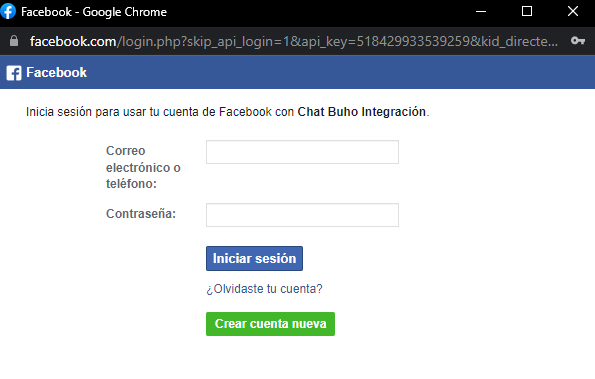 Facebook - Google Chrome
facebook.com/login.php?skip_api_login=1&api_key=518429933539259&kid_directe...
Facebook
Inicia sesión para usar tu cuenta de Facebook con Chat Buho Integración.
Correo
electrónico o
teléfono:
Contraseña:
Iniciar sesión
¿Olvidaste tu cuenta?
Crear cuenta nueva